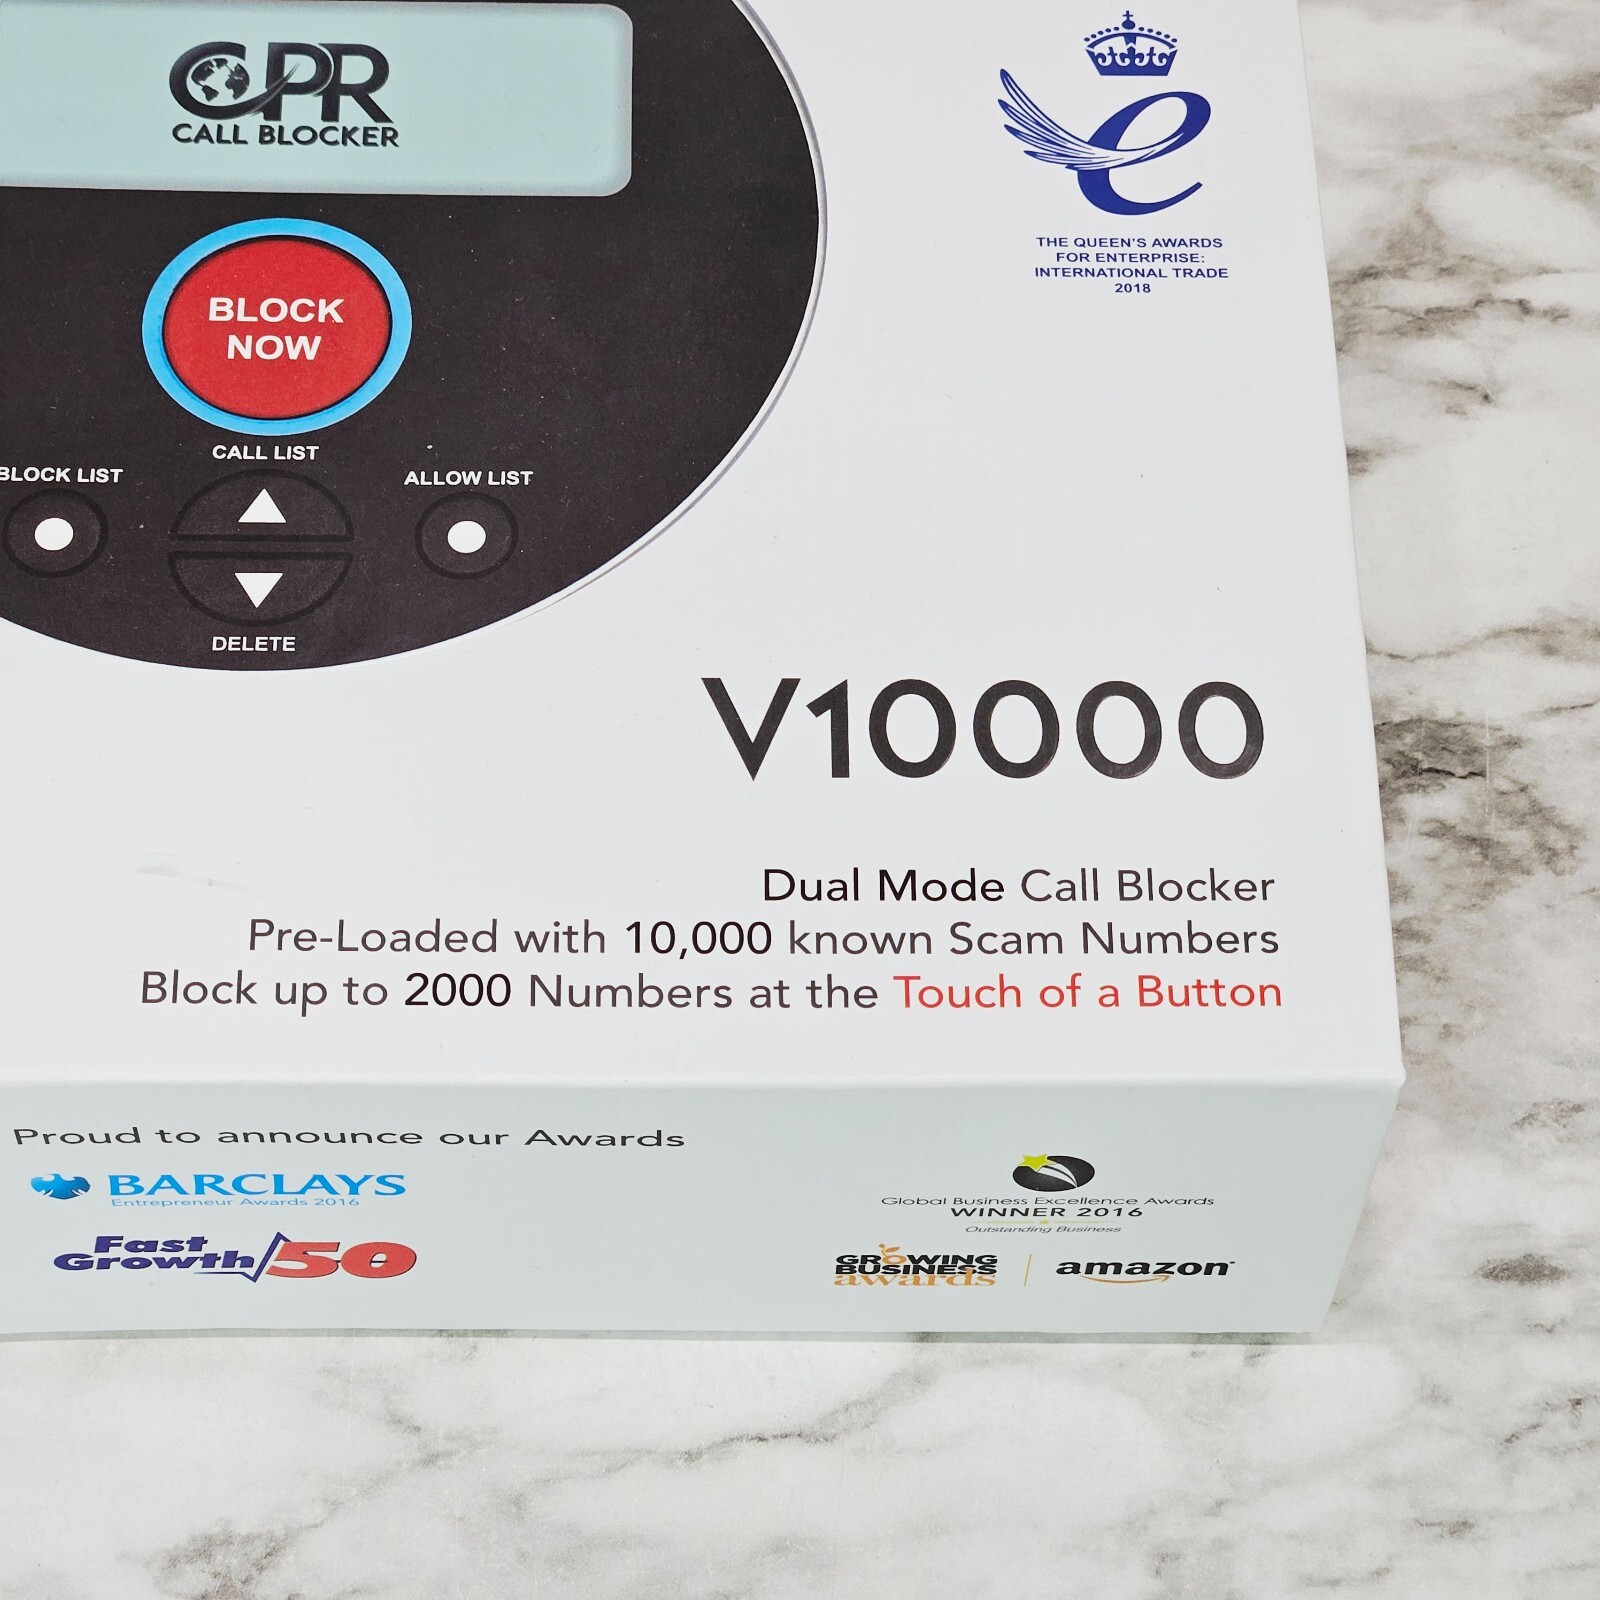 CPR
CALL BLOCKER
THE QUEEN'S AWARDS
FOR ENTERPRISE:
INTERNATIONAL TRADE
2018
BLOCK
NOW
CALL LIST
BLOCK LIST
ALLOW LIST
DELETE
V10000
Dual Mode Call Blocker
Pre-Loaded with 10,000 known Scam Numbers
Block up to 2000 Numbers at the Touch of a Button
Proud to announce our Awards
BARCLAYS
Entrepreneur Awards 2016
Fast
Growth 50
Global Business Excellence Awards
WINNER 2016
Outstanding Business
GROWING
BUSINESS
awards
amazon